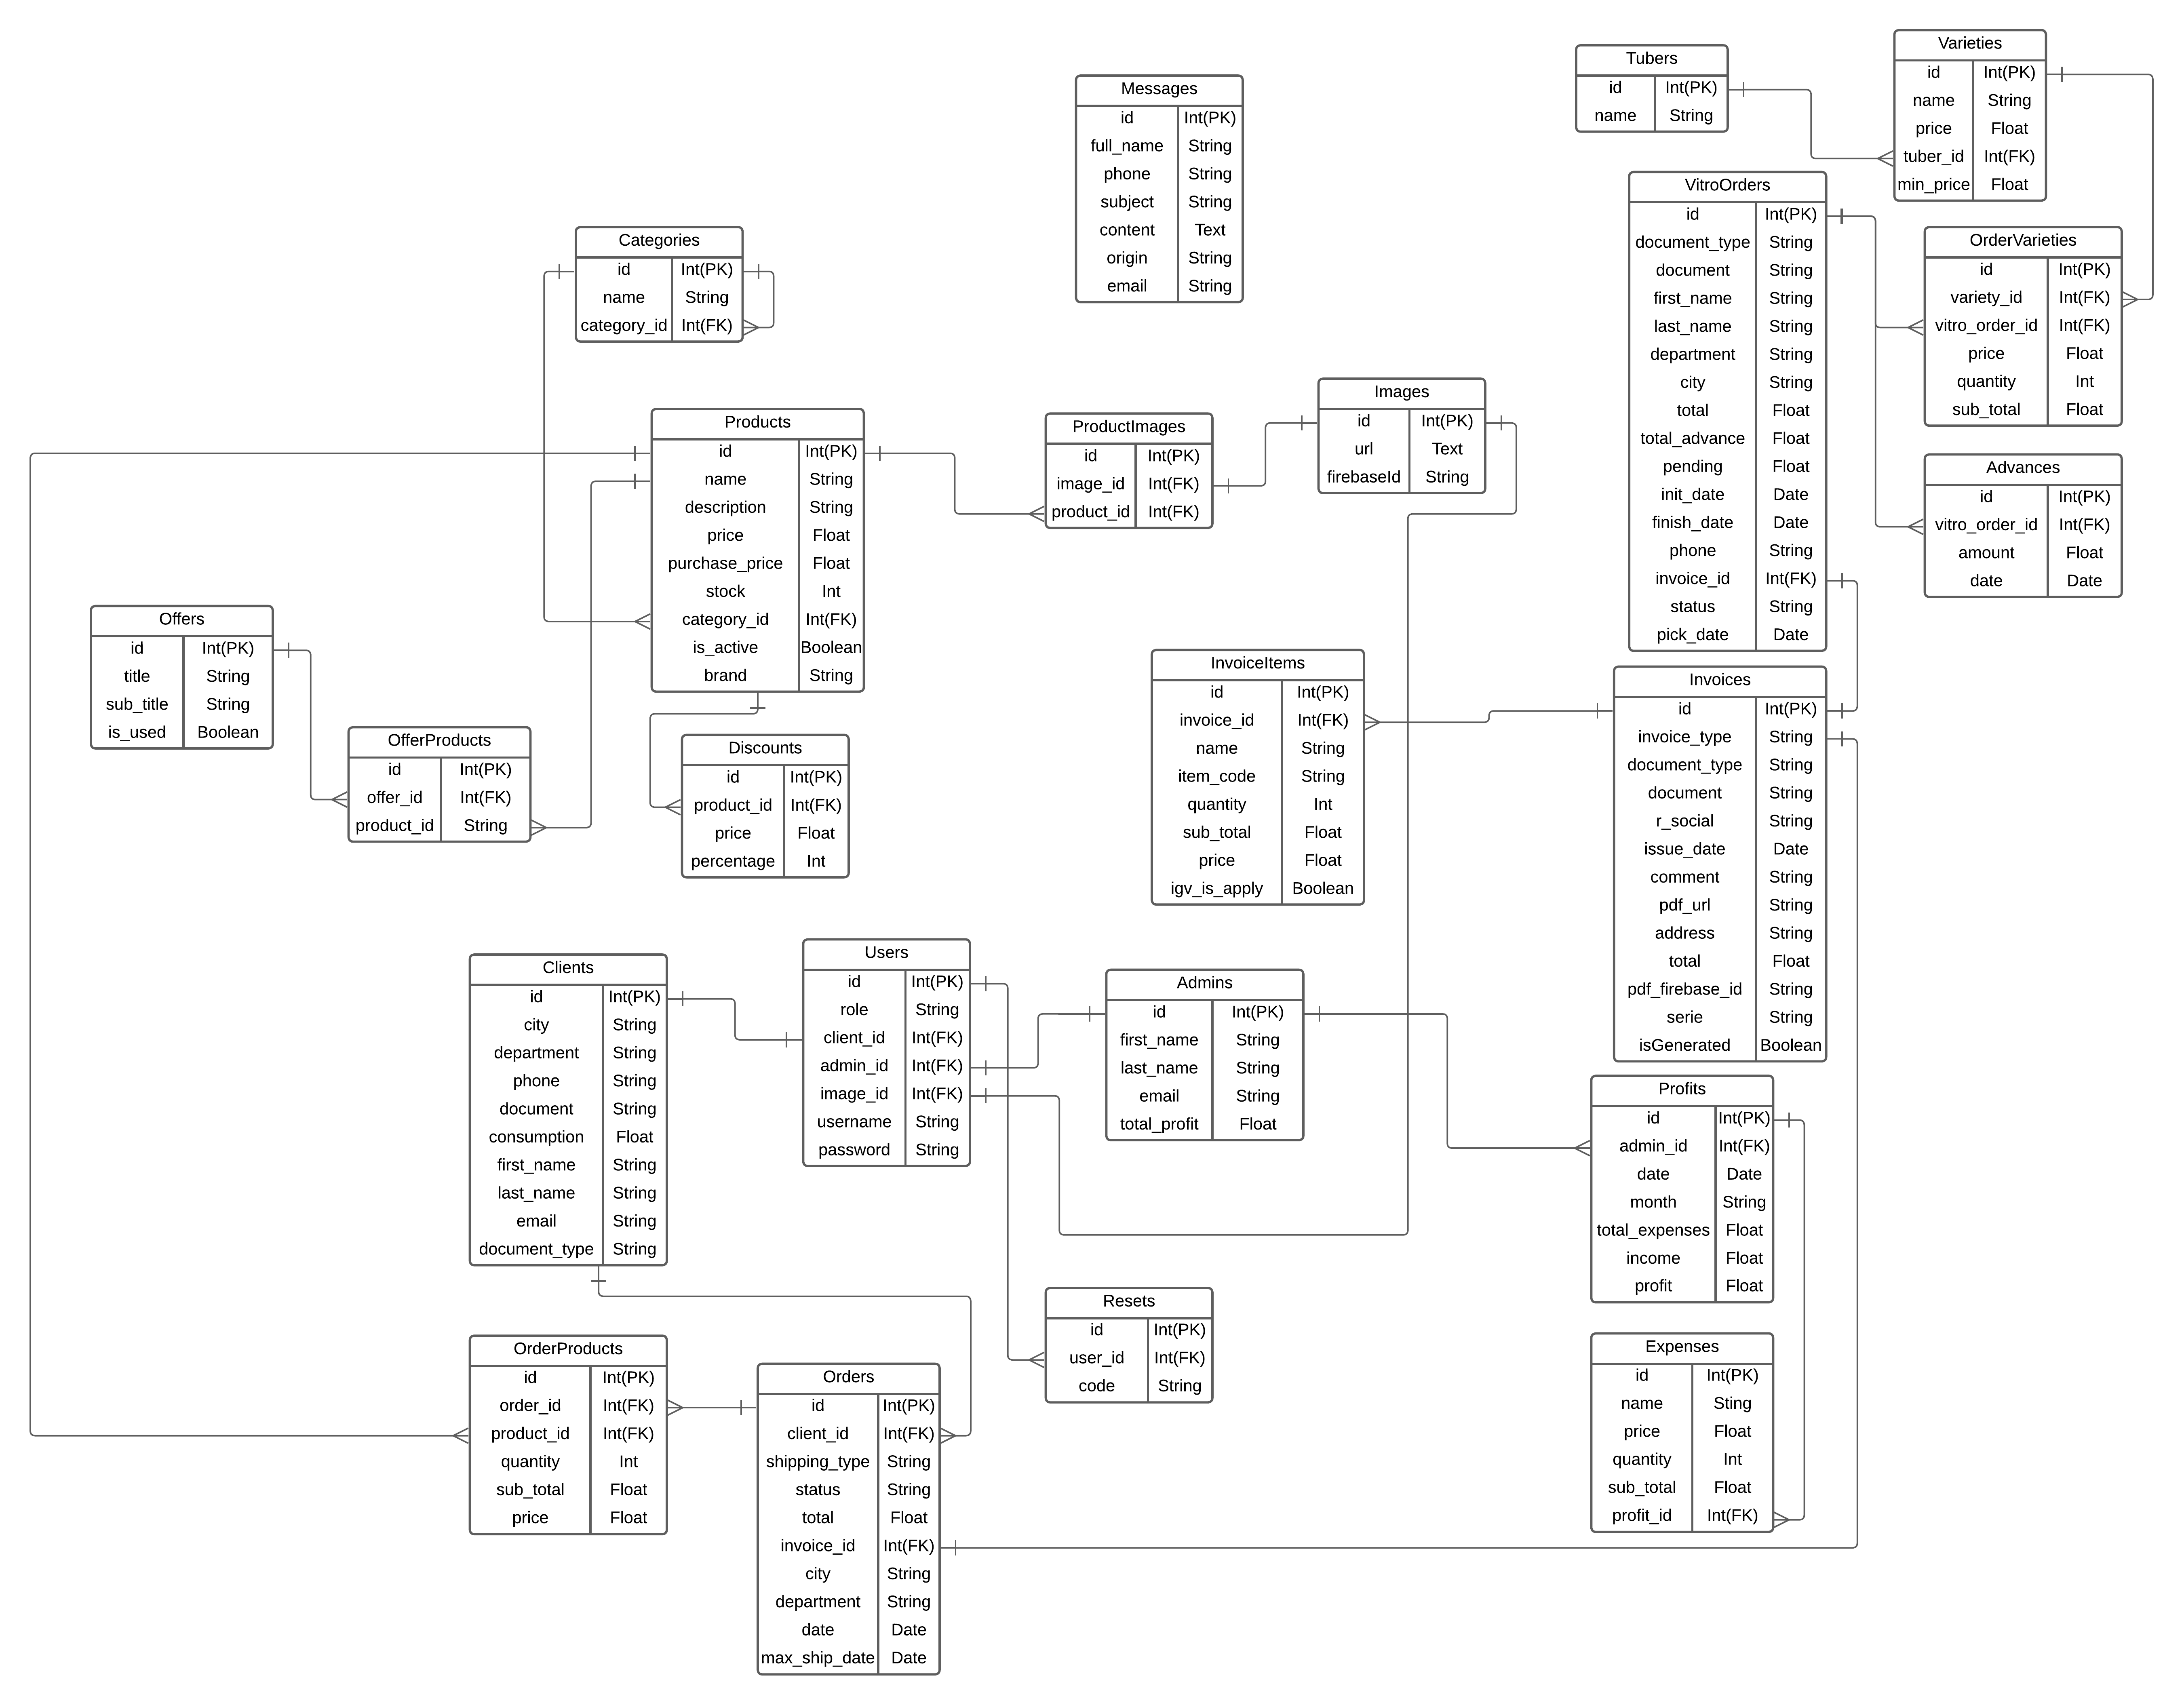 Tubers
id Int(PK)
name String
Varieties
id Int(PK)
name String
price Float
tuber_id Int(FK)
min_price Float
Messages
id Int(PK)
full_name String
phone String
subject String
content Text
origin String
email String
VitroOrders
id Int(PK)
document_type String
document String
first_name String
last_name String
department String
city String
total Float
total_advance Float
pending Float
init_date Date
finish_date Date
phone String
invoice_id Int(FK)
status String
pick_date Date
OrderVarieties
id Int(PK)
variety_id Int(FK)
vitro_order_id Int(FK)
price Float
quantity Int
sub_total Float
Categories
id Int(PK)
name String
category_id Int(FK)
Images
id Int(PK)
url Text
firebaseId String
Products
id Int(PK)
name String
description String
price Float
purchase_price Float
stock Int
category_id Int(FK)
is_active Boolean
brand String
ProductImages
id Int(PK)
image_id Int(FK)
product_id Int(FK)
Advances
id Int(PK)
vitro_order_id Int(FK)
amount Float
date Date
Offers
id Int(PK)
title String
sub_title String
is_used Boolean
InvoiceItems
id Int(PK)
invoice_id Int(FK)
name String
item_code String
quantity Int
sub_total Float
price Float
igv_is_apply Boolean
Invoices
id Int(PK)
invoice_type String
document_type String
document String
r_social String
issue_date Date
comment String
pdf_url String
address String
total Float
pdf_firebase_id String
serie String
isGenerated Boolean
OfferProducts
id Int(PK)
offer_id Int(FK)
product_id String
Discounts
id Int(PK)
product_id Int(FK)
price Float
percentage Int
Clients
id Int(PK)
city String
department String
phone String
document String
consumption Float
first_name String
last_name String
email String
document_type String
Users
id Int(PK)
role String
client_id Int(FK)
admin_id Int(FK)
image_id Int(FK)
username String
password String
Admins
id Int(PK)
first_name String
last_name String
email String
total_profit Float
Profits
id Int(PK)
admin_id Int(FK)
date Date
month String
total_expenses Float
income Float
profit Float
Resets
id Int(PK)
user_id Int(FK)
code String
OrderProducts
id Int(PK)
order_id Int(FK)
product_id Int(FK)
quantity Int
sub_total Float
price Float
Orders
id Int(PK)
client_id Int(FK)
shipping_type String
status String
total Float
invoice_id Int(FK)
city String
department String
date Date
max_ship_date Date
Expenses
id Int(PK)
name Sting
price Float
quantity Int
sub_total Float
profit_id Int(FK)